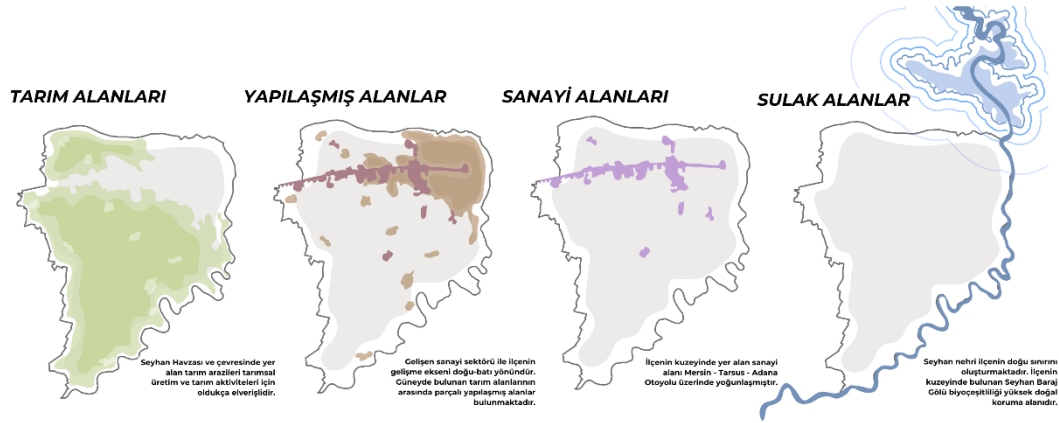 TARIM ALANLARI
Seyhan Havzası ve çevresinde yer
alan tarım arazileri tarımsal
üretim ve tarım aktiviteleri için
oldukça elverişlidir.
YAPILAŞMIŞ ALANLAR
Gelişen sanayi sektörü ile ilçenin
gelişme ekseni doğu-batı yönündür.
Güneyde bulunan tarım alanlarının
arasında parçalı yapılaşmış alanlar
bulunmaktadır.
SANAYİ ALANLARI
İlçenin kuzeyinde yer alan sanayi
alanı Mersin - Tarsus - Adana
Otoyolu üzerinde yoğunlaşmıştır.
SULAK ALANLAR
Seyhan nehri ilçenin doğu sınırını
oluşturmaktadır. İlçenin
kuzeyinde bulunan Seyhan Baraj
Gölü biyoçeşitliliği yüksek doğal
koruma alanıdır.